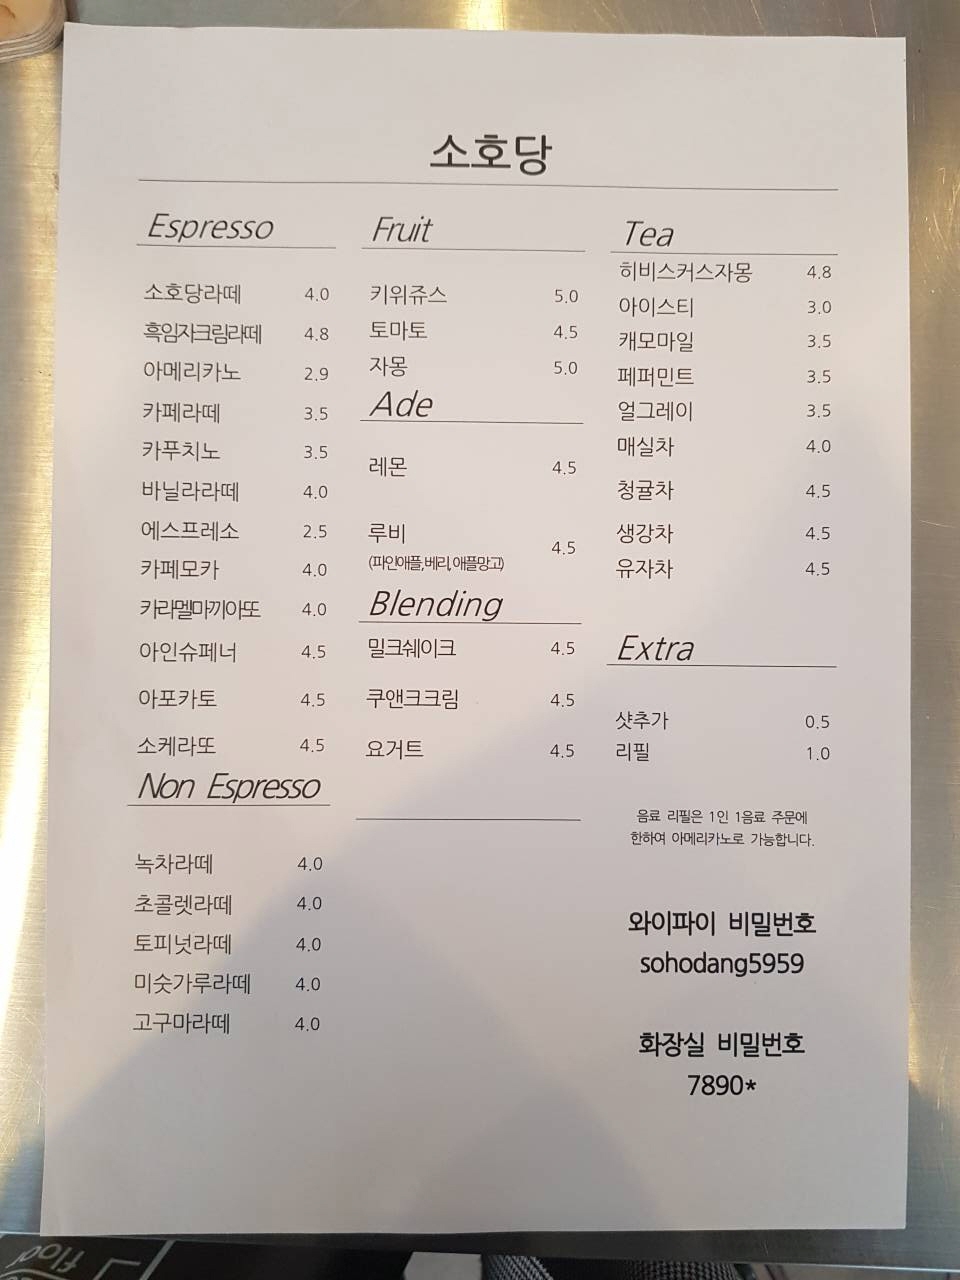 소호당
Espresso
소호당라떼 4.0
흑임자크림라떼 4.8
아메리카노 2.9
카페라떼 3.5
카푸치노 3.5
바닐라라떼 4.0
에스프레소 2.5
카페모카 4.0
카라멜마끼아또 4.0
아인슈페너 4.5
아포카토 4.5
소케라또 4.5
Non Espresso
녹차라떼 4.0
초콜렛라떼 4.0
토피넛라떼 4.0
미숫가루라떼 4.0
고구마라떼 4.0
Fruit
키위쥬스 5.0
토마토 4.5
자몽 5.0
Ade
레몬 4.5
루비 4.5
(파인애플,베리,애플망고)
Blending
밀크쉐이크 4.5
쿠앤크크림 4.5
요거트 4.5
Tea
히비스커스자몽 4.8
아이스티 3.0
캐모마일 3.5
페퍼민트 3.5
얼그레이 3.5
매실차 4.0
청귤차 4.5
생강차 4.5
유자차 4.5
Extra
샷추가 0.5
리필 1.0
음료 리필은 1인 1음료 주문에
한하여 아메리카노로 가능합니다.
와이파이 비밀번호
sohodang5959
화장실 비밀번호
7890*